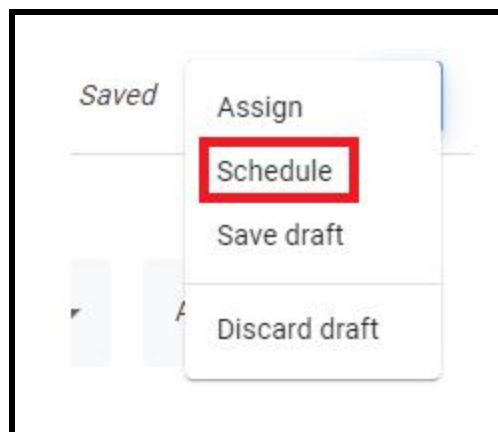 Saved
Assign
Schedule
Save draft
Discard draft